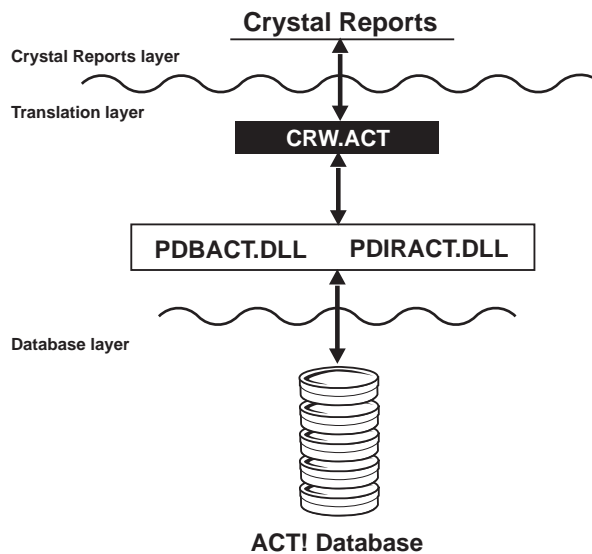 Crystal Reports
Crystal Reports layer
Translation layer
CRW.ACT
PDBACT.DLL PDIRACT.DLL
Database layer
ACT! Database